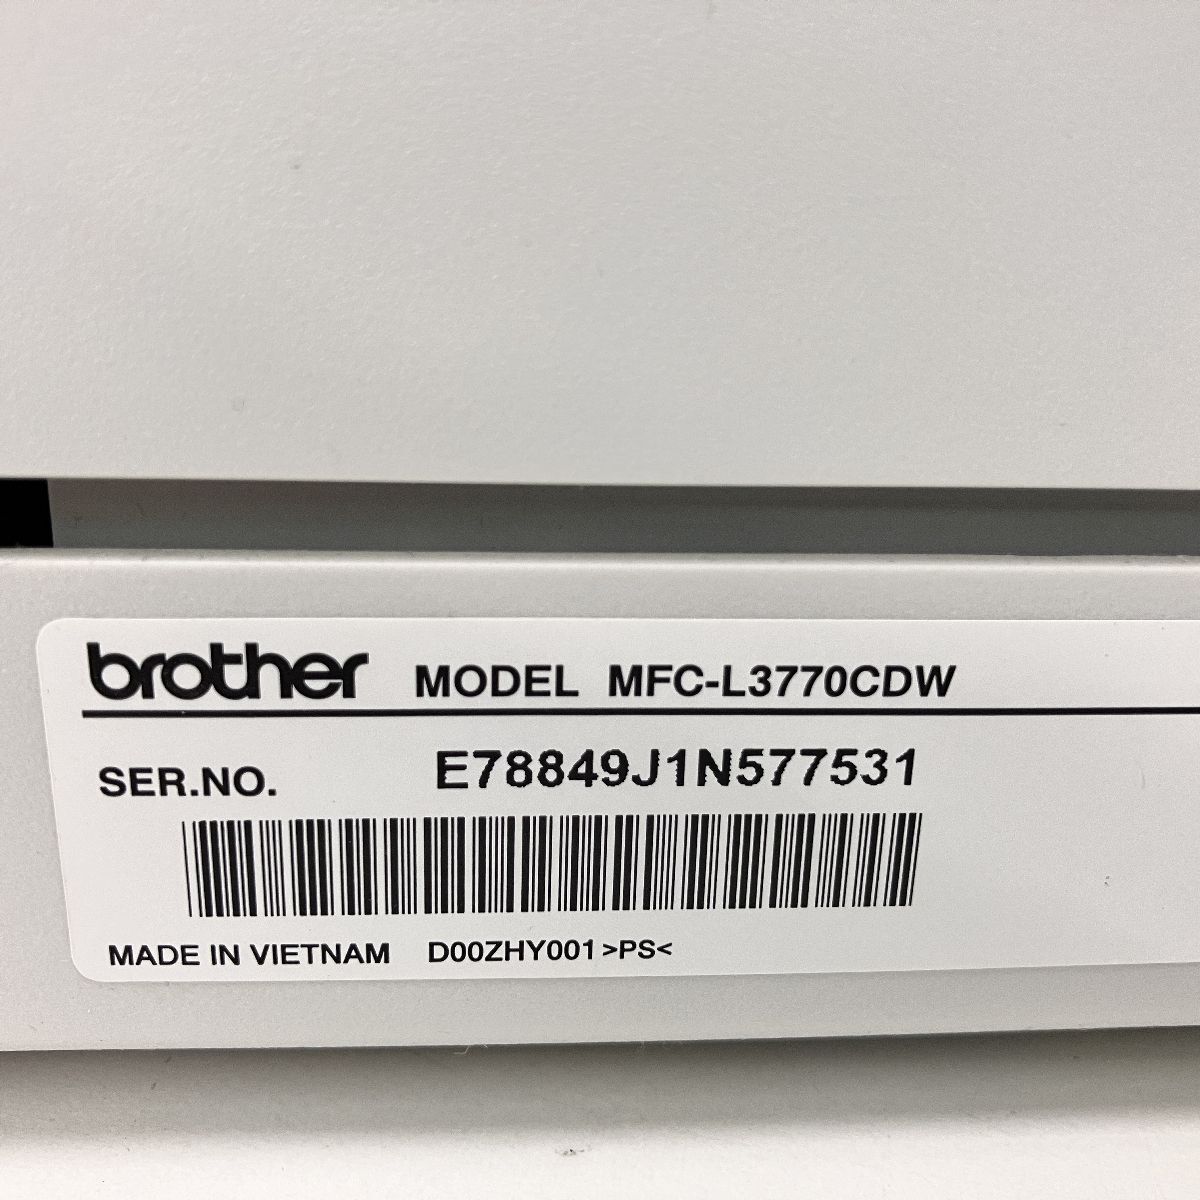 brother MODEL MFC-L3770CDW
SER.NO. E78849J1N577531
MADE IN VIETNAM D00ZHY001 >PS<